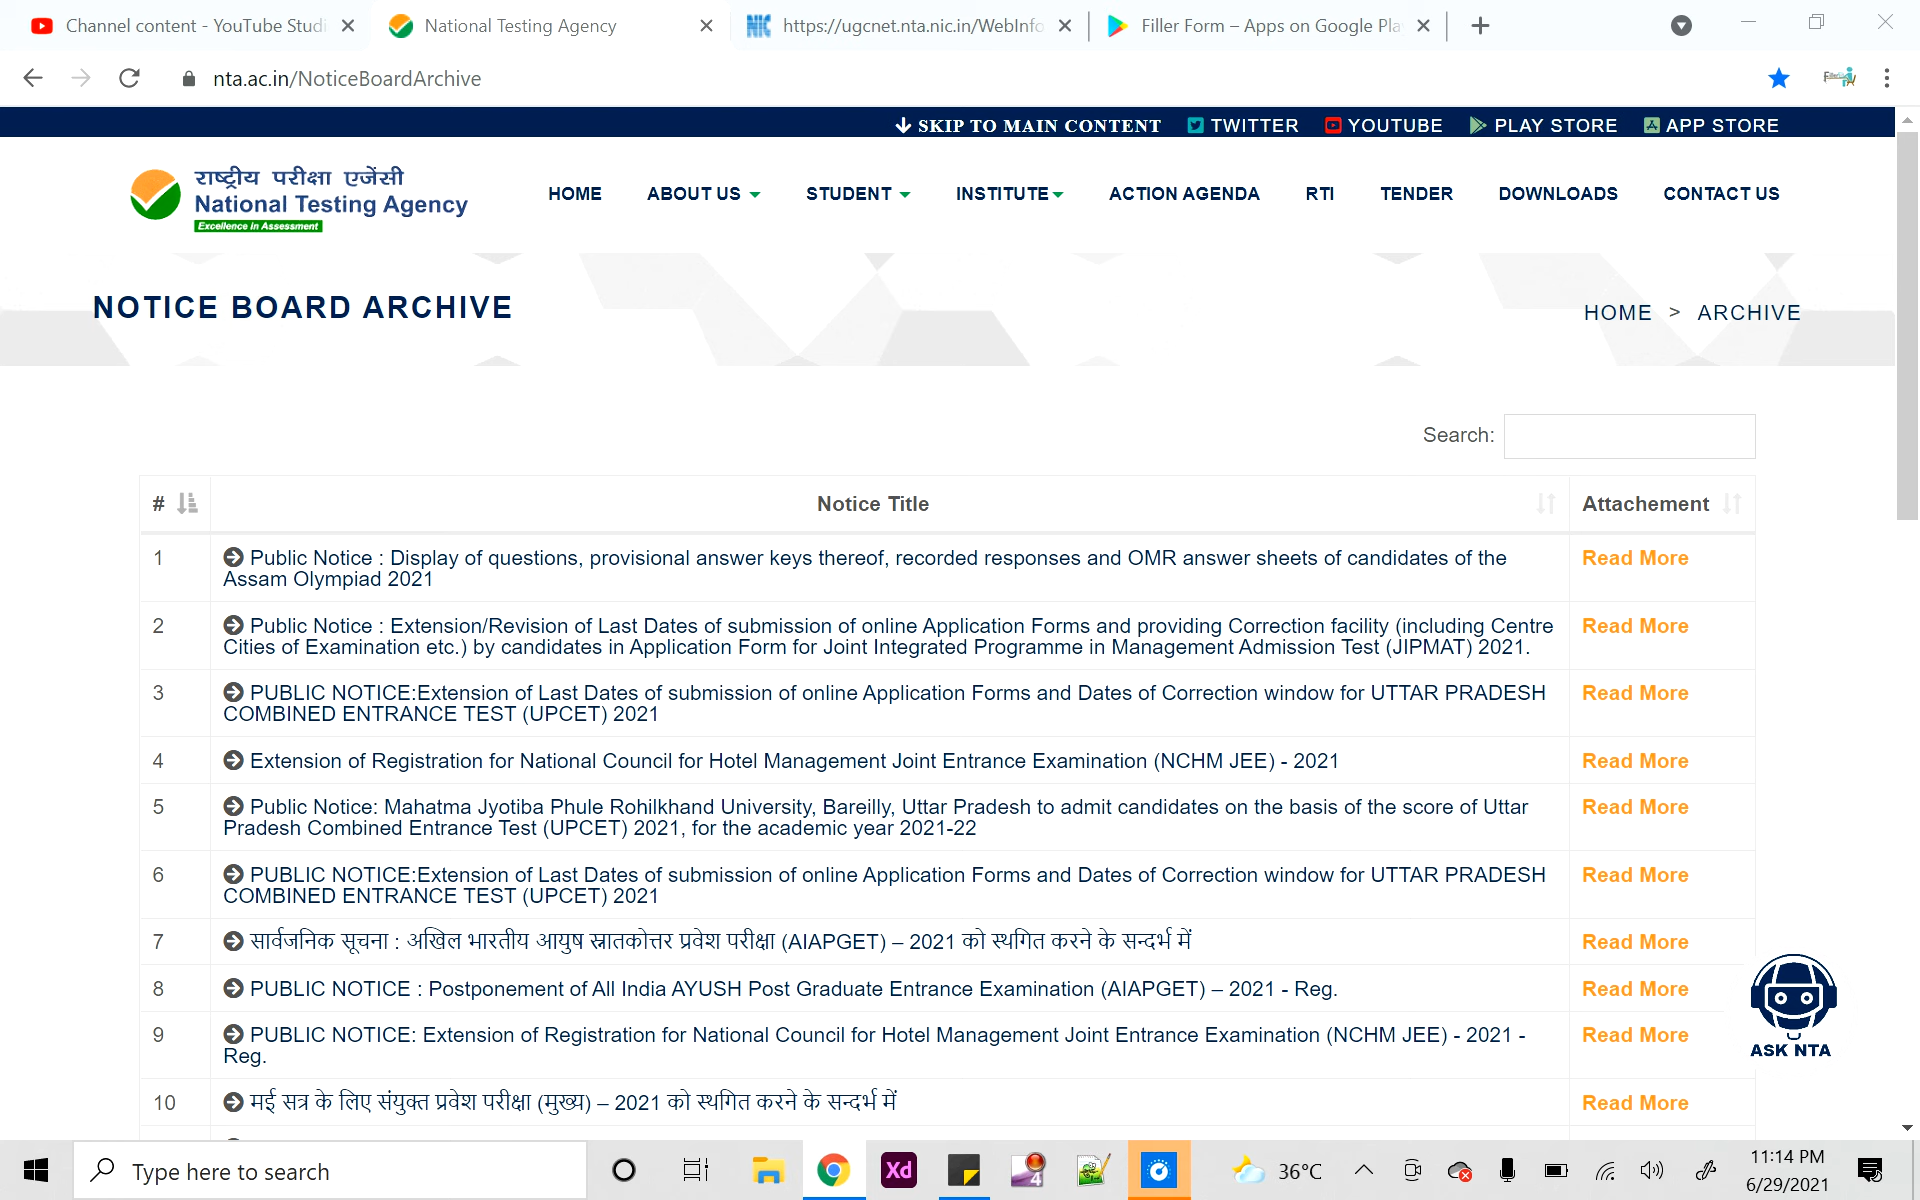 Channel content - YouTube Studi
National Testing Agency
https://ugcnet.nta.nic.in/WebInfo
Filler Form – Apps on Google Pla
nta.ac.in/NoticeBoardArchive
SKIP TO MAIN CONTENT TWITTER YOUTUBE PLAY STORE APP STORE
राष्ट्रीय परीक्षा एजेंसी
National Testing Agency
Excellence in Assessment
HOME ABOUT US STUDENT INSTITUTE ACTION AGENDA RTI TENDER DOWNLOADS CONTACT US
NOTICE BOARD ARCHIVE
HOME > ARCHIVE
Search:
# Notice Title Attachement
1 Public Notice : Display of questions, provisional answer keys thereof, recorded responses and OMR answer sheets of candidates of the Read More
Assam Olympiad 2021
2 Public Notice : Extension/Revision of Last Dates of submission of online Application Forms and providing Correction facility (including Centre Read More
Cities of Examination etc.) by candidates in Application Form for Joint Integrated Programme in Management Admission Test (JIPMAT) 2021.
3 PUBLIC NOTICE:Extension of Last Dates of submission of online Application Forms and Dates of Correction window for UTTAR PRADESH Read More
COMBINED ENTRANCE TEST (UPCET) 2021
4 Extension of Registration for National Council for Hotel Management Joint Entrance Examination (NCHM JEE) - 2021 Read More
5 Public Notice: Mahatma Jyotiba Phule Rohilkhand University, Bareilly, Uttar Pradesh to admit candidates on the basis of the score of Uttar Read More
Pradesh Combined Entrance Test (UPCET) 2021, for the academic year 2021-22
6 PUBLIC NOTICE:Extension of Last Dates of submission of online Application Forms and Dates of Correction window for UTTAR PRADESH Read More
COMBINED ENTRANCE TEST (UPCET) 2021
7 सार्वजनिक सूचना : अखिल भारतीय आयुष स्नातकोत्तर प्रवेश परीक्षा (AIAPGET) – 2021 को स्थगित करने के सन्दर्भ में Read More
8 PUBLIC NOTICE : Postponement of All India AYUSH Post Graduate Entrance Examination (AIAPGET) – 2021 - Reg. Read More
9 PUBLIC NOTICE: Extension of Registration for National Council for Hotel Management Joint Entrance Examination (NCHM JEE) - 2021 - Read More
Reg.
10 मई सत्र के लिए संयुक्त प्रवेश परीक्षा (मुख्य) – 2021 को स्थगित करने के सन्दर्भ में Read More
ASK NTA
Type here to search
Xd
4
36°C
11:14 PM
6/29/2021